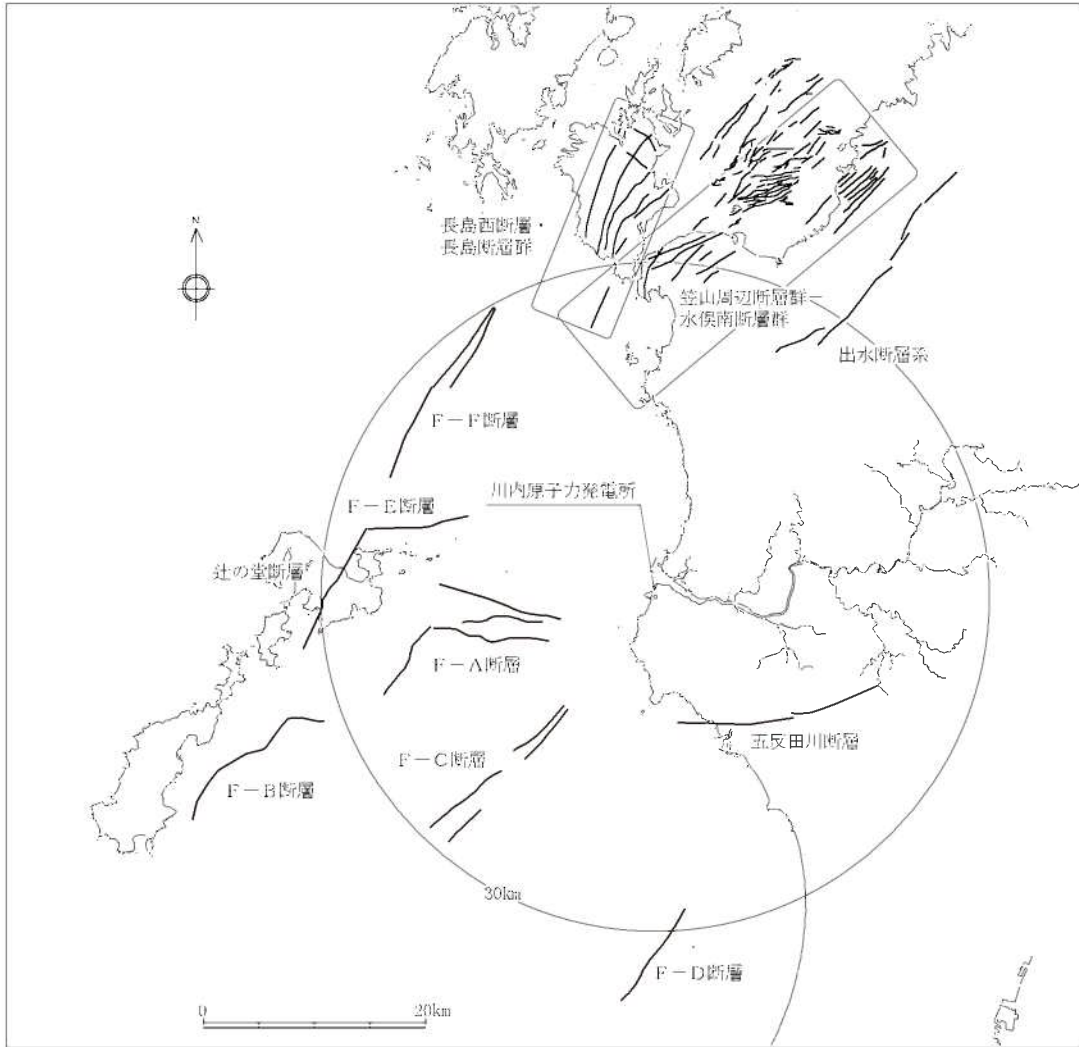 N
長島西断層・
長島断層群
笠山周辺断層群－
水俣南断層群
出水断層系
F－F断層
川内原子力発電所
F－E断層
辻の堂断層
F－A断層
五反田川断層
F－C断層
F－B断層
30km
F－D断層
0 20km